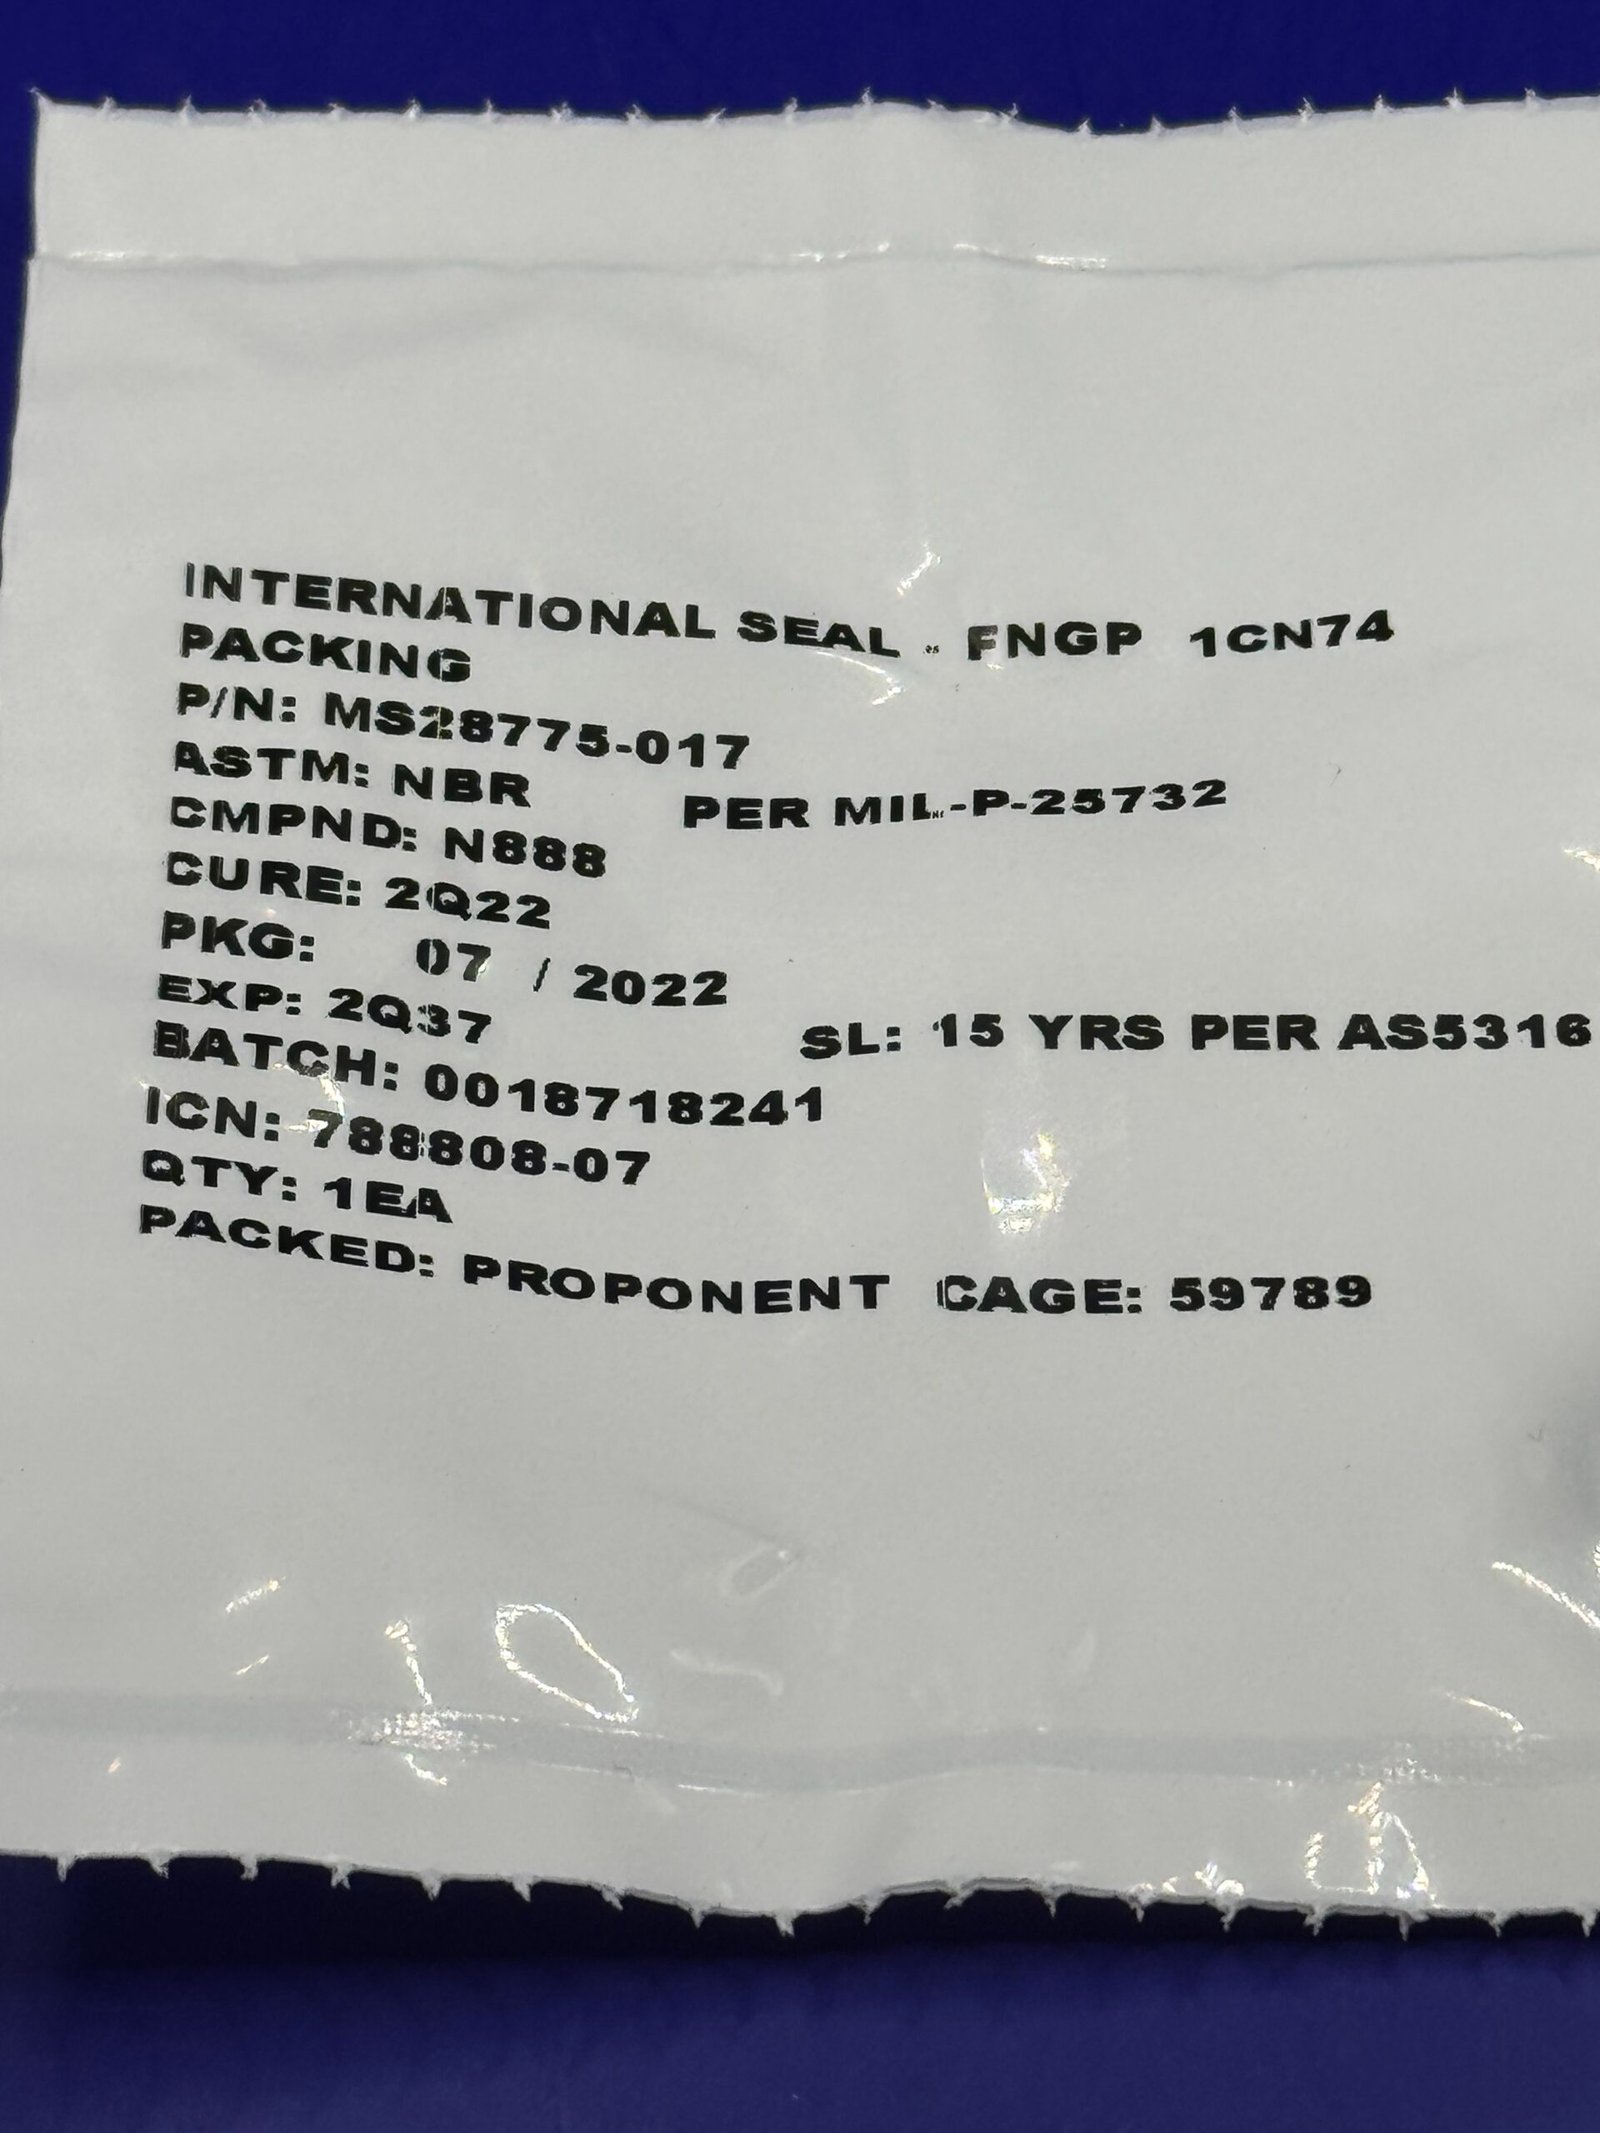 INTERNATIONAL SEAL - FNGP 1CN74
PACKING
P/N: MS28775-017
ASTM: NBR PER MIL-P-25732
CMPND: N888
CURE: 2Q22
PKG: 07 / 2022
EXP: 2Q37 SL: 15 YRS PER AS5316
BATCH: 0018718241
ICN: 788808-07
QTY: 1EA
PACKED: PROPONENT CAGE: 59789